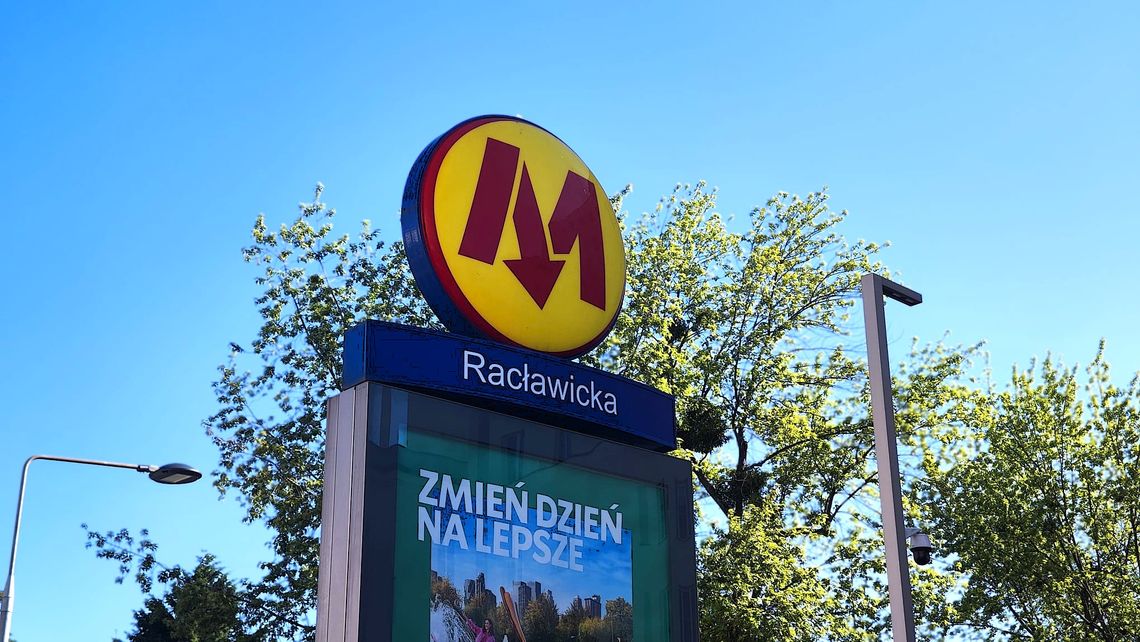 M
Racławicka
ZMIEŃ DZIEŃ
NA LEPSZE